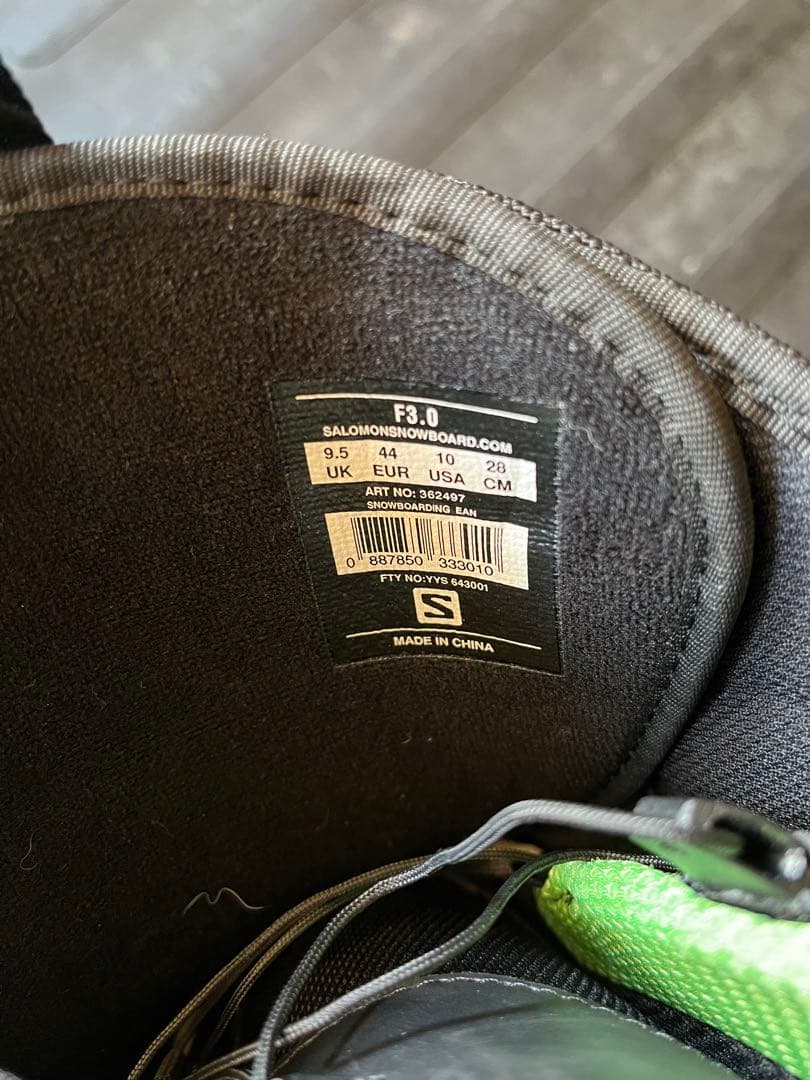 F3.0
SALOMONSNOWBOARD.COM
9.5 44 10 28
UK EUR USA CM
ART NO: 362497
SNOWBOARDING EAN
0 887850 333010
FTY NO:YYS 643001
S
MADE IN CHINA